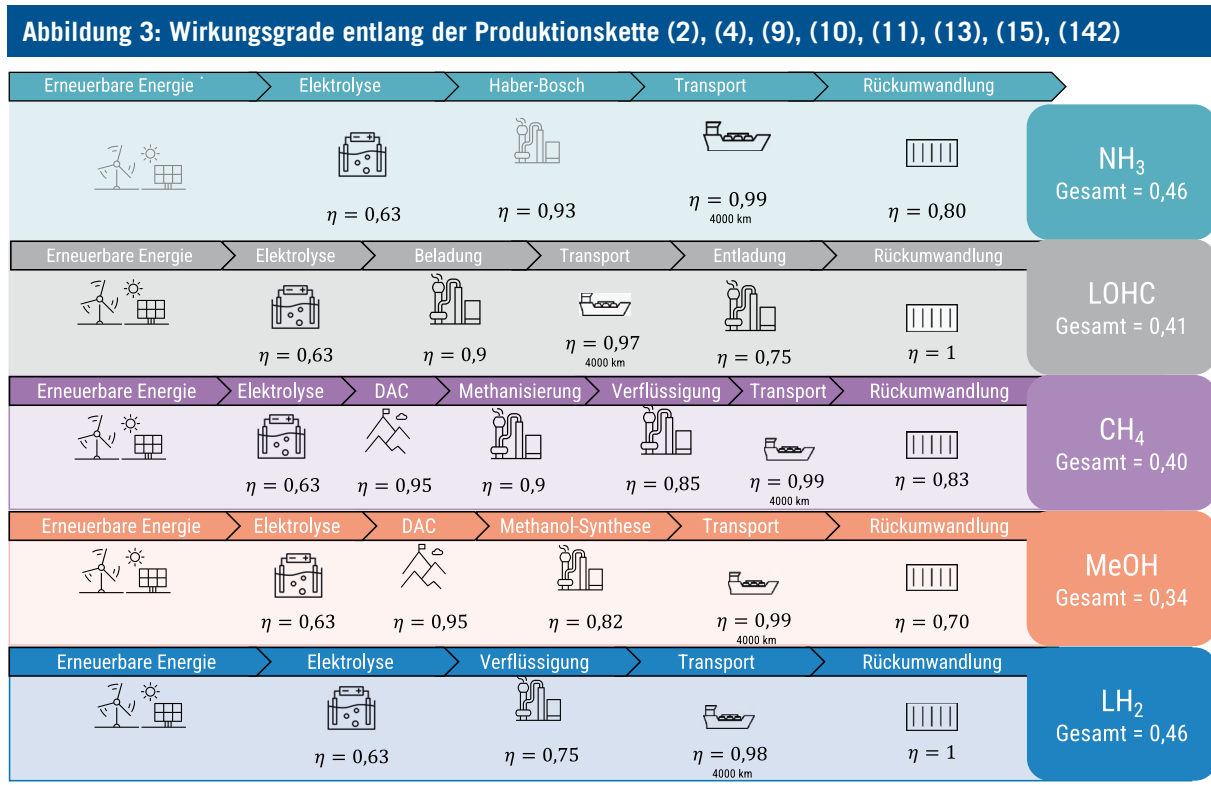 Abbildung 3: Wirkungsgrade entlang der Produktionskette (2), (4), (9), (10), (11), (13), (15), (142)
Erneuerbare Energie Elektrolyse Haber-Bosch Transport Rückumwandlung
η = 0,63 η = 0,93 η = 0,99 η = 0,80
4000 km
NH₃
Gesamt = 0,46
Erneuerbare Energie Elektrolyse Beladung Transport Entladung Rückumwandlung
η = 0,63 η = 0,9 η = 0,97 η = 0,75 η = 1
4000 km
LOHC
Gesamt = 0,41
Erneuerbare Energie Elektrolyse DAC Methanisierung Verflüssigung Transport Rückumwandlung
η = 0,63 η = 0,95 η = 0,9 η = 0,85 η = 0,99 η = 0,83
4000 km
CH₄
Gesamt = 0,40
Erneuerbare Energie Elektrolyse DAC Methanol-Synthese Transport Rückumwandlung
η = 0,63 η = 0,95 η = 0,82 η = 0,99 η = 0,70
4000 km
MeOH
Gesamt = 0,34
Erneuerbare Energie Elektrolyse Verflüssigung Transport Rückumwandlung
η = 0,63 η = 0,75 η = 0,98 η = 1
4000 km
LH₂
Gesamt = 0,46